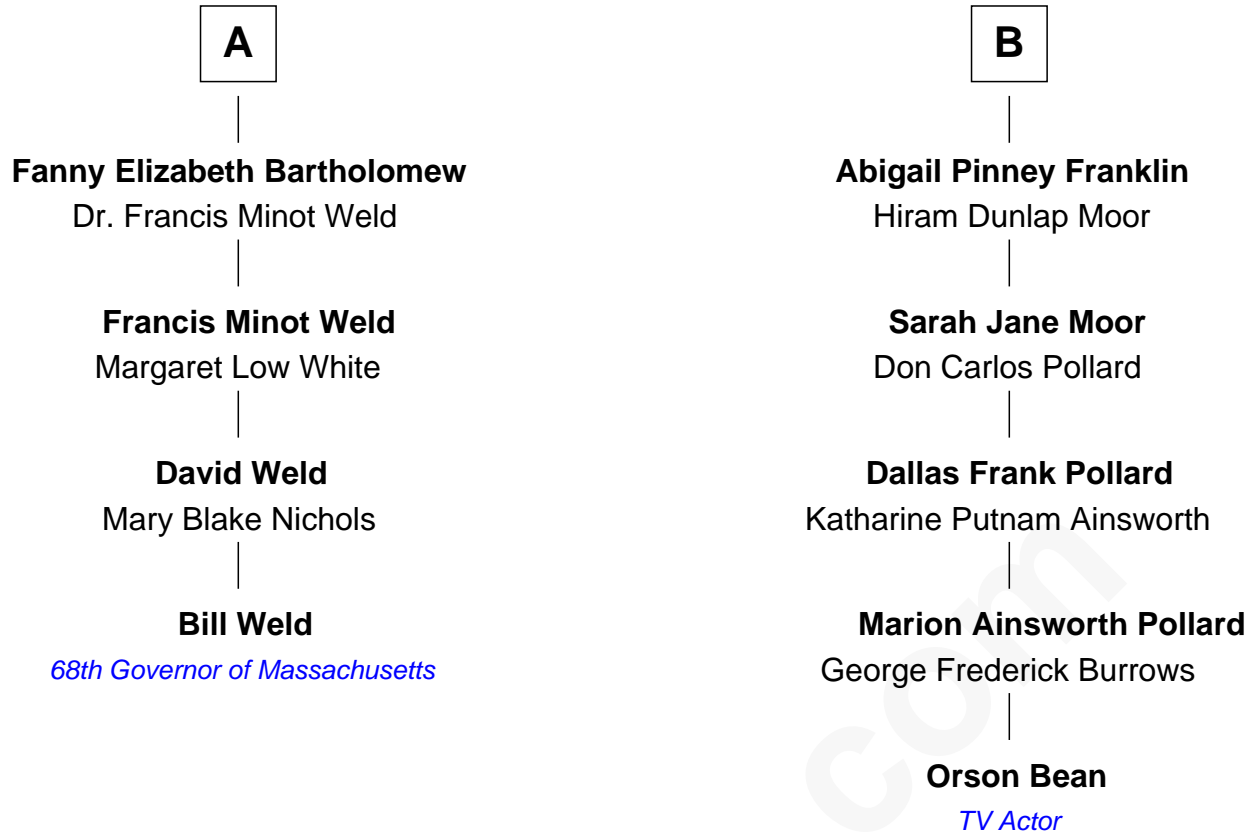 A
Fanny Elizabeth Bartholomew
Dr. Francis Minot Weld
Francis Minot Weld
Margaret Low White
David Weld
Mary Blake Nichols
Bill Weld
68th Governor of Massachusetts
B
Abigail Pinney Franklin
Hiram Dunlap Moor
Sarah Jane Moor
Don Carlos Pollard
Dallas Frank Pollard
Katharine Putnam Ainsworth
Marion Ainsworth Pollard
George Frederick Burrows
Orson Bean
TV Actor
com